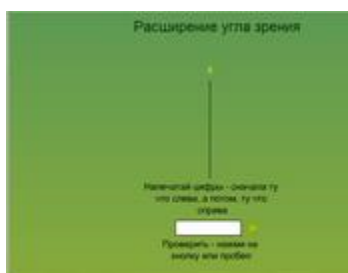 Расширение угла зрения
Напечатай цифры - сначала ту
что слева, а потом, ту что
справа
Проверить - нажми на
кнопку или пробел